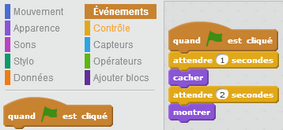 Mouvement Événements
Apparence Contrôle
Sons Capteurs
Stylo Opérateurs
Données Ajouter blocs
quand est cliqué
quand est cliqué
attendre 1 secondes
cacher
attendre 2 secondes
montrer